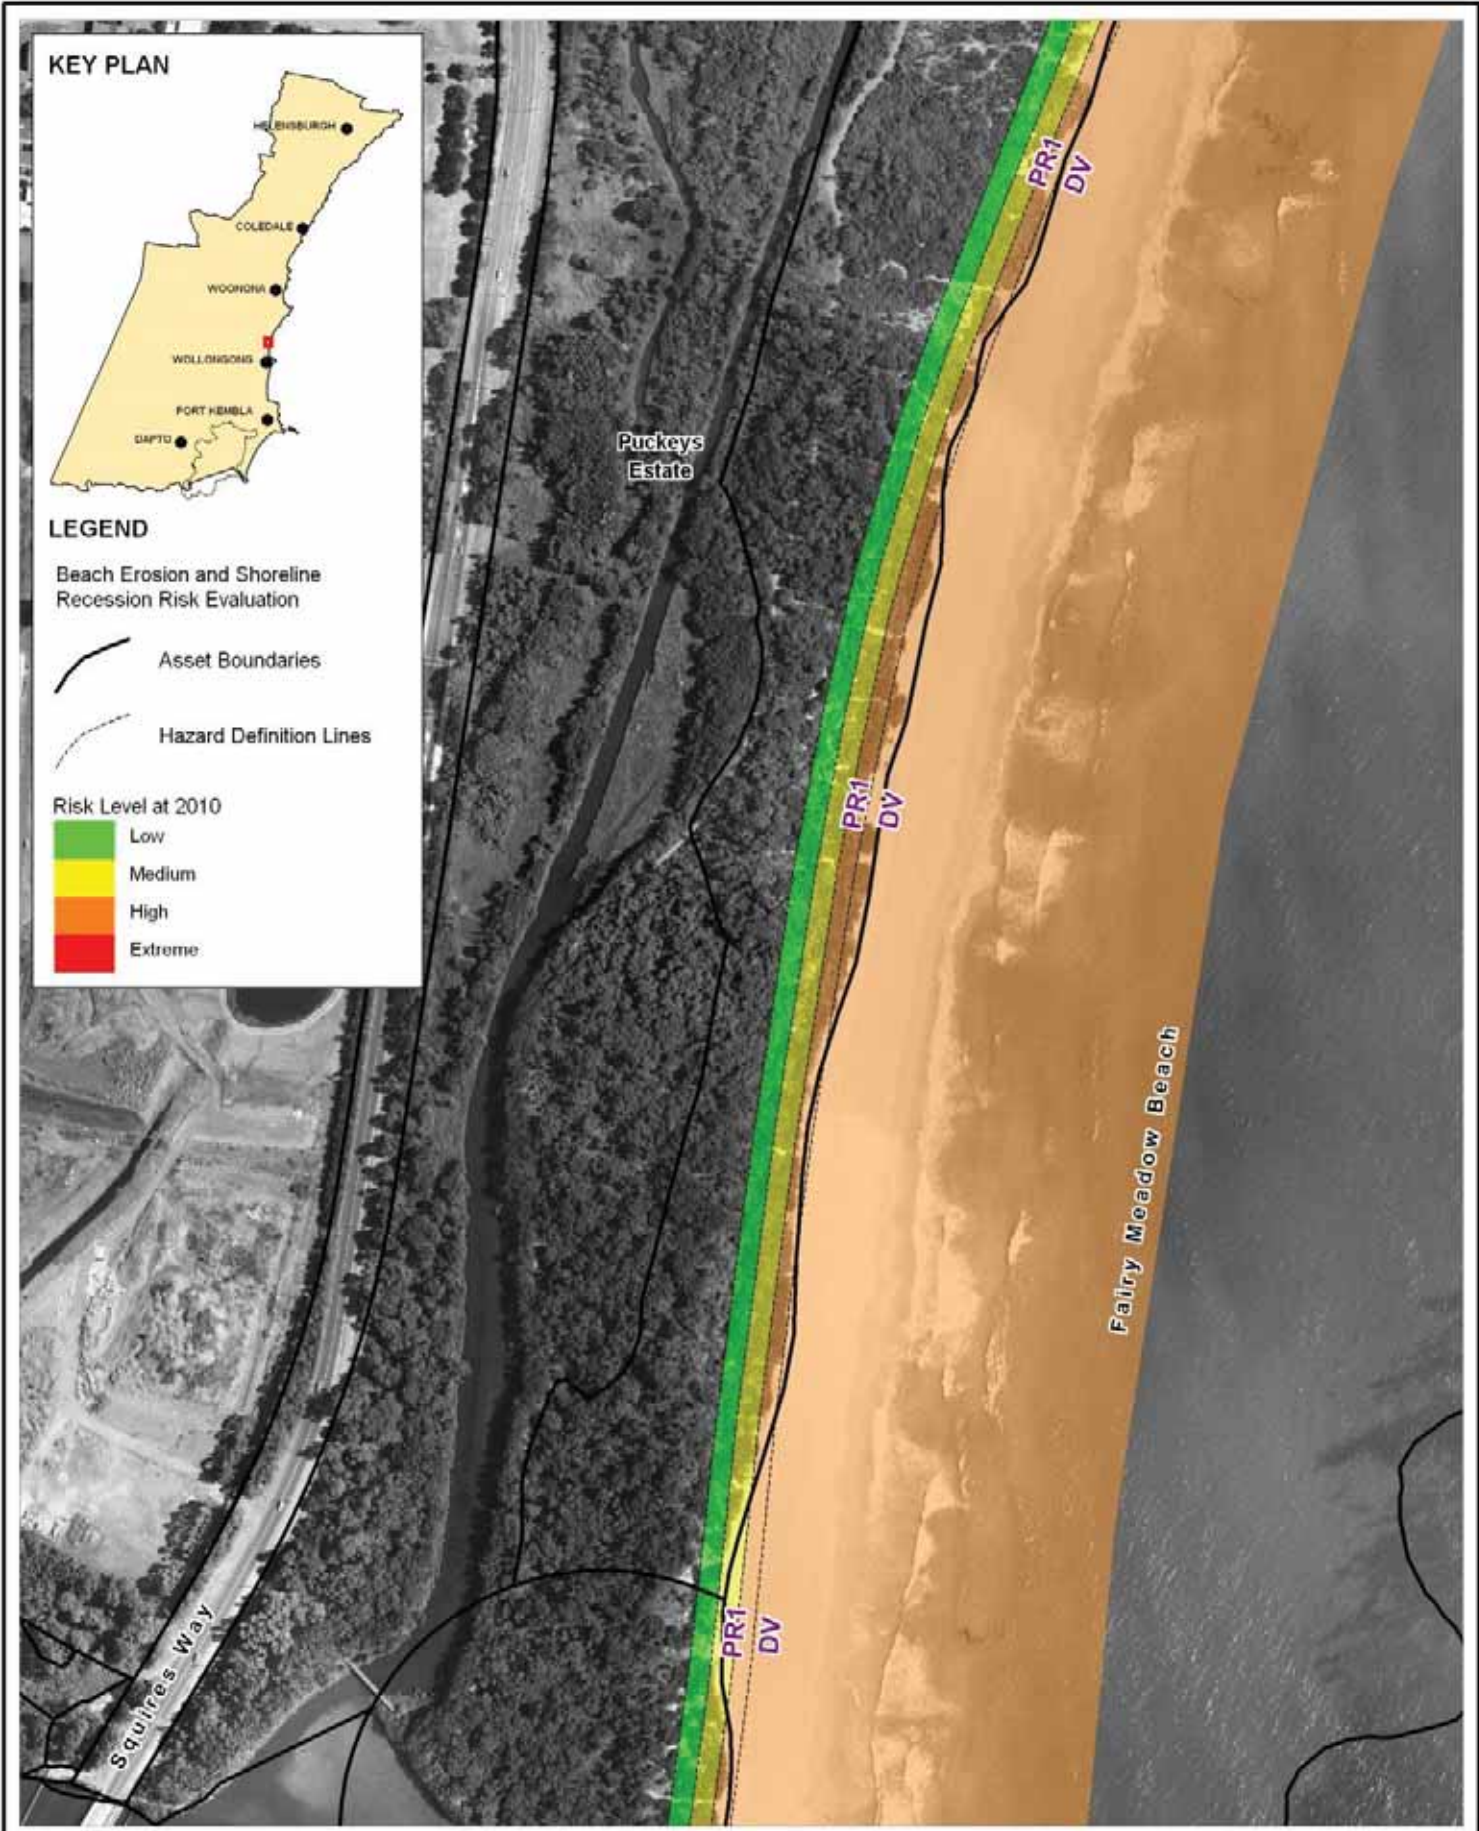 KEY PLAN
HELENSBURGH
COLEDALE
WOONONA
WOLLONGONG
PORT KEMBLA
DAPTO
LEGEND
Beach Erosion and Shoreline
Recession Risk Evaluation
Asset Boundaries
Hazard Definition Lines
Risk Level at 2010
Low
Medium
High
Extreme
PR1
DV
Puckeys
Estate
PR1
DV
Fairy Meadow Beach
PR1
DV
Squires Way